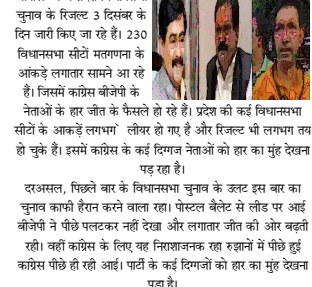 चुनाव के रिजल्ट 3 दिसंबर के
दिन जारी किए जा रहे हैं। 230
विधानसभा सीटों मतगणना के
आंकड़े लगातार सामने आ रहे
हैं। जिसमें कांग्रेस बीजेपी के
नेताओं के हार जीत के फैसले हो रहे हैं। प्रदेश की कई विधानसभा
सीटों के आकड़ें लगभग` लीयर हो गए है और रिजल्ट भी लगभग तय
हो चुके हैं। इसमें कांग्रेस के कई दिग्गज नेताओं को हार का मुंह देखना
पड़ रहा है।
दरअसल, पिछले बार के विधानसभा चुनाव के उलट इस बार का
चुनाव काफी हैरान करने वाला रहा। पोस्टल बैलेट से लीड पर आई
बीजेपी ने पीछे पलटकर नहीं देखा और लगातार जीत की ओर बढ़ती
रही। वहीं कांग्रेस के लिए यह निराशाजनक रहा रुझानों में पीछे हुई
कांग्रेस पीछे ही रही आई। पार्टी के कई दिग्गजों को हार का मुंह देखना
पड़ा है।